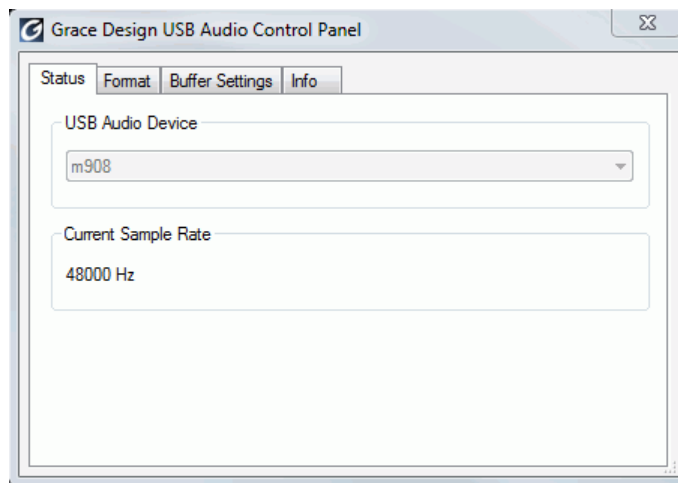 Grace Design USB Audio Control Panel
Status Format Buffer Settings Info
USB Audio Device
m908
Current Sample Rate
48000 Hz